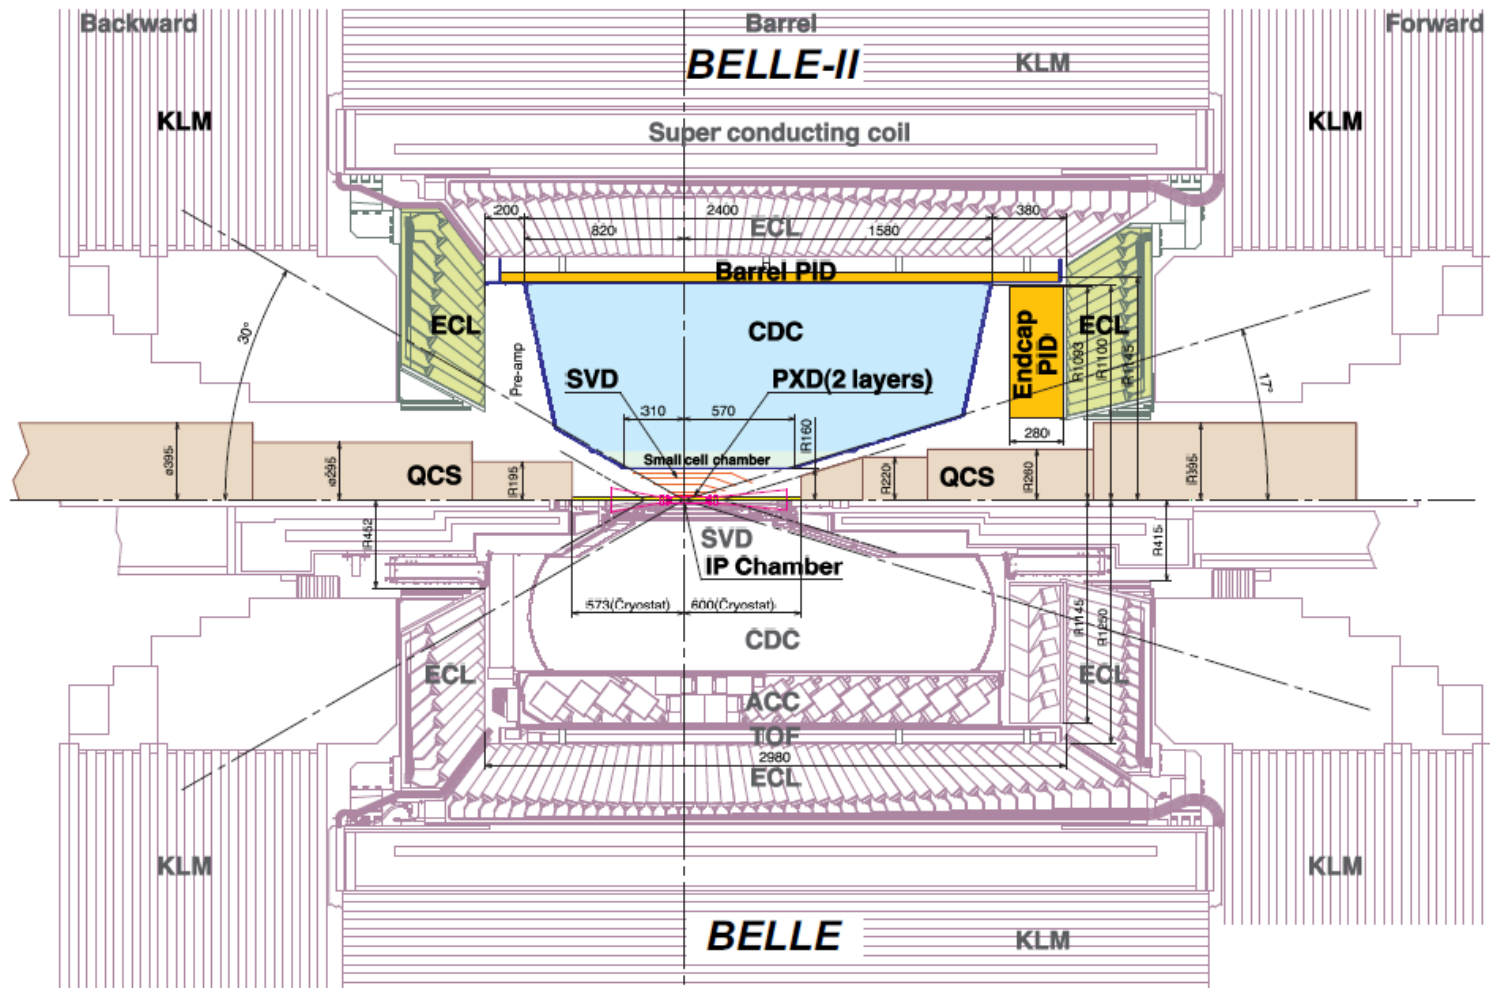 Backward
Barrel
Forward
BELLE-II
KLM
KLM
KLM
Super conducting coil
200
2400
380
ECL
820
1580
Barrel PID
ECL
CDC
ECL
Endcap
PID
30°
Pre-amp
R1093
R1100
R1145
17°
SVD
PXD(2 layers)
310
570
R160
280
Small cell chamber
ø395
ø295
QCS
R195
R220
QCS
R260
R395
R452
SVD
R415
IP Chamber
573(Cryostat)
600(Cryostat)
R1145
R1250
CDC
ECL
ECL
ACC
TOF
2980
ECL
KLM
KLM
BELLE
KLM